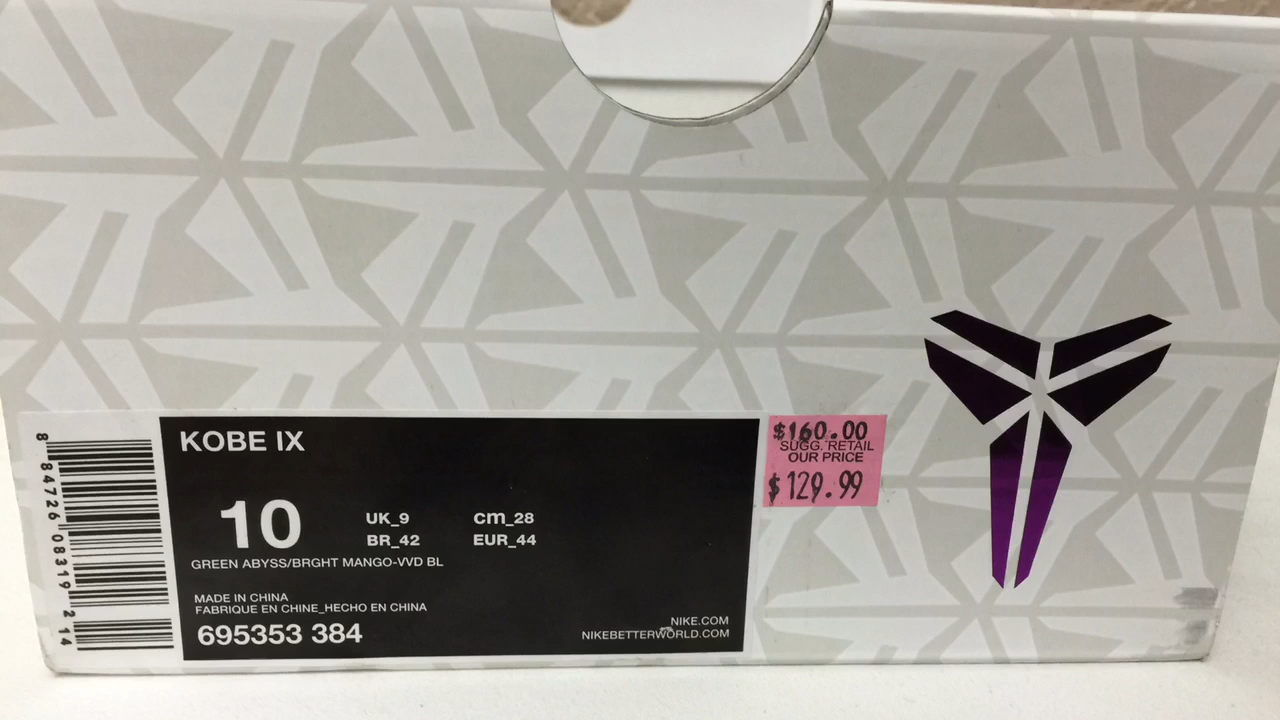 KOBE IX
10
UK_9 cm_28
BR_42 EUR_44
GREEN ABYSS/BRGHT MANGO-VVD BL
MADE IN CHINA
FABRIQUE EN CHINE_HECHO EN CHINA
695353 384
NIKE.COM
NIKEBETTERWORLD.COM
8 84726 08319 2 14
$160.00
SUGG. RETAIL
OUR PRICE
$129.99